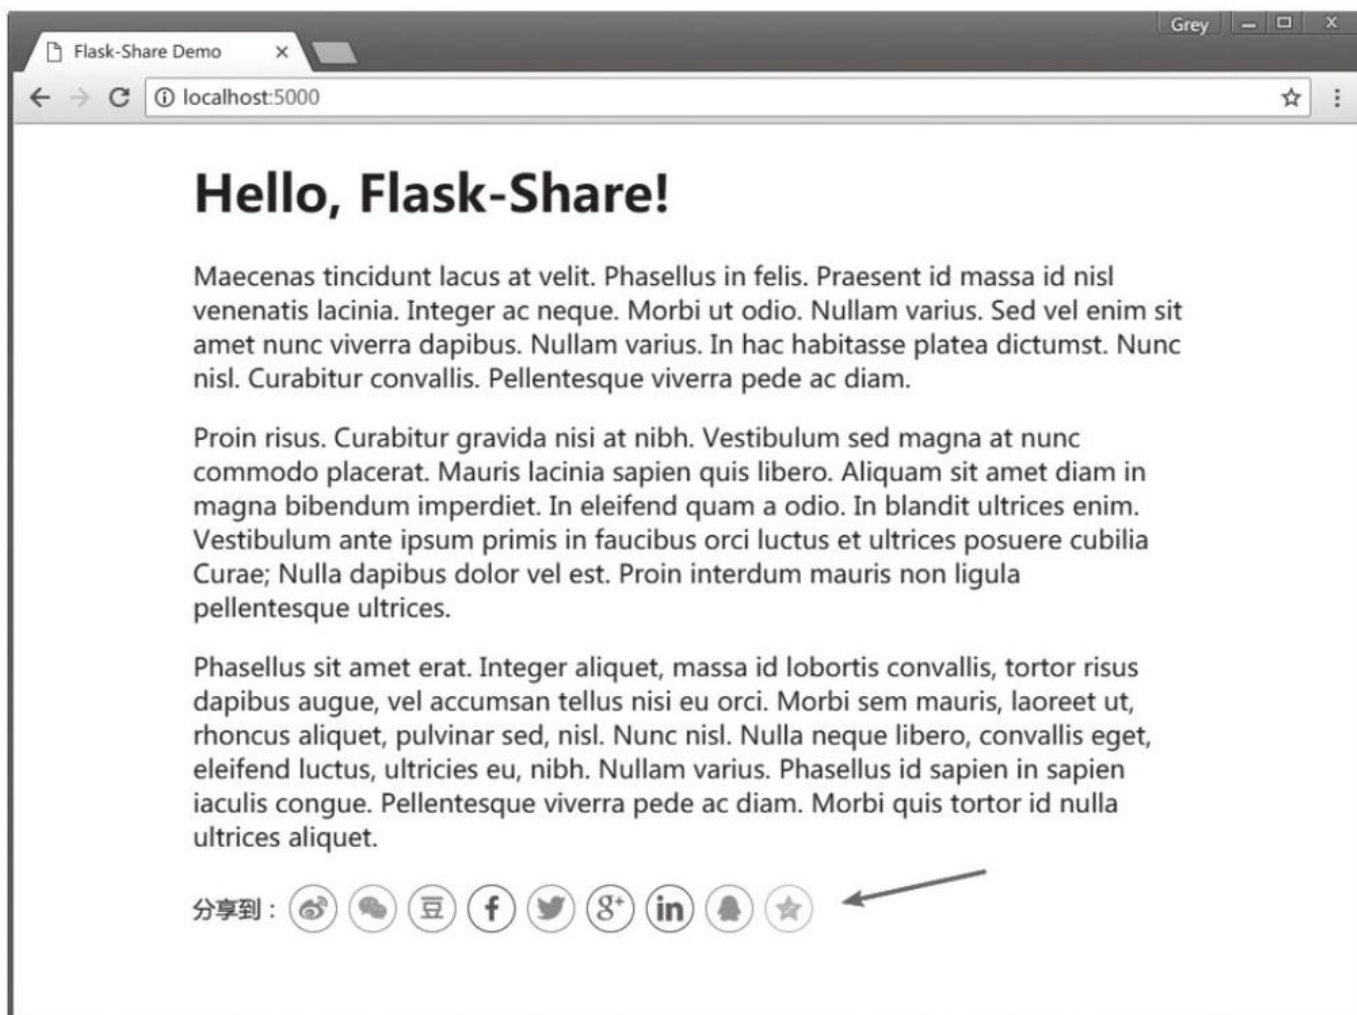 Grey
Flask-Share Demo
localhost:5000
Hello, Flask-Share!
Maecenas tincidunt lacus at velit. Phasellus in felis. Praesent id massa id nisl
venenatis lacinia. Integer ac neque. Morbi ut odio. Nullam varius. Sed vel enim sit
amet nunc viverra dapibus. Nullam varius. In hac habitasse platea dictumst. Nunc
nisl. Curabitur convallis. Pellentesque viverra pede ac diam.
Proin risus. Curabitur gravida nisi at nibh. Vestibulum sed magna at nunc
commodo placerat. Mauris lacinia sapien quis libero. Aliquam sit amet diam in
magna bibendum imperdiet. In eleifend quam a odio. In blandit ultrices enim.
Vestibulum ante ipsum primis in faucibus orci luctus et ultrices posuere cubilia
Curae; Nulla dapibus dolor vel est. Proin interdum mauris non ligula
pellentesque ultrices.
Phasellus sit amet erat. Integer aliquet, massa id lobortis convallis, tortor risus
dapibus augue, vel accumsan tellus nisi eu orci. Morbi sem mauris, laoreet ut,
rhoncus aliquet, pulvinar sed, nisl. Nunc nisl. Nulla neque libero, convallis eget,
eleifend luctus, ultricies eu, nibh. Nullam varius. Phasellus id sapien in sapien
iaculis congue. Pellentesque viverra pede ac diam. Morbi quis tortor id nulla
ultrices aliquet.
分享到： 豆 f g+ in